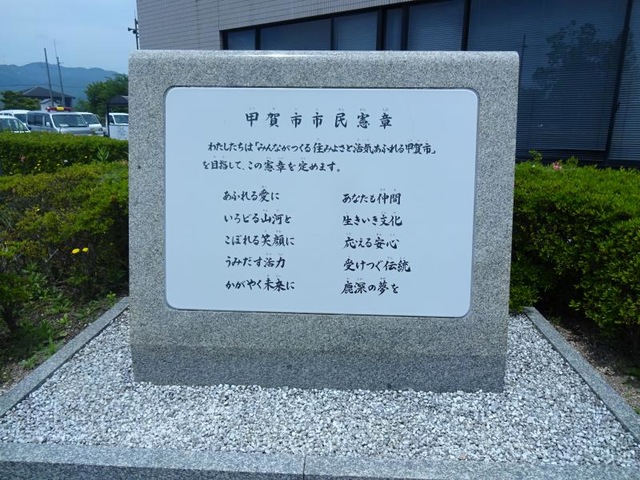 甲賀市市民憲章
わたしたちは「みんながつくる住みよさと活気あふれる甲賀市」
を目指して、この憲章を定めます。
あふれる愛に　あなたも仲間
いろどる山河と　生きいき文化
こぼれる笑顔に　応える安心
うみだす活力　受けつぐ伝統
かがやく未来に　鹿深の夢を